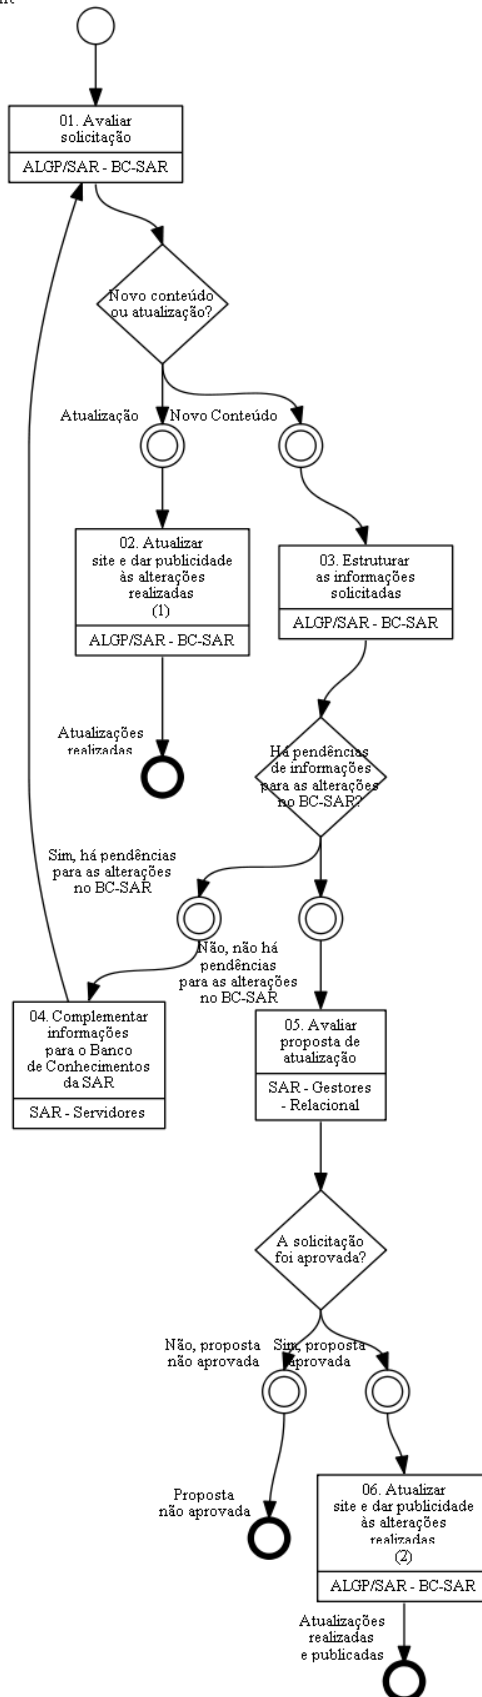 01. Avaliar
solicitação
ALGP/SAR - BC-SAR
Novo conteúdo
ou atualização?
Atualização
Novo Conteúdo
02. Atualizar
site e dar publicidade
às alterações
realizadas
(1)
ALGP/SAR - BC-SAR
03. Estruturar
as informações
solicitadas
ALGP/SAR - BC-SAR
Atualizações
realizadas
Há pendências
de informações
para as alterações
no BC-SAR?
Sim, há pendências
para as alterações
no BC-SAR
Não, não há
pendências
para as alterações
no BC-SAR
04. Complementar
informações
para o Banco
de Conhecimentos
da SAR
SAR - Servidores
05. Avaliar
proposta de
atualização
SAR - Gestores
- Relacional
A solicitação
foi aprovada?
Não, proposta
não aprovada
Sim, proposta
aprovada
Proposta
não aprovada
06. Atualizar
site e dar publicidade
às alterações
realizadas
(2)
ALGP/SAR - BC-SAR
Atualizações
realizadas
e publicadas